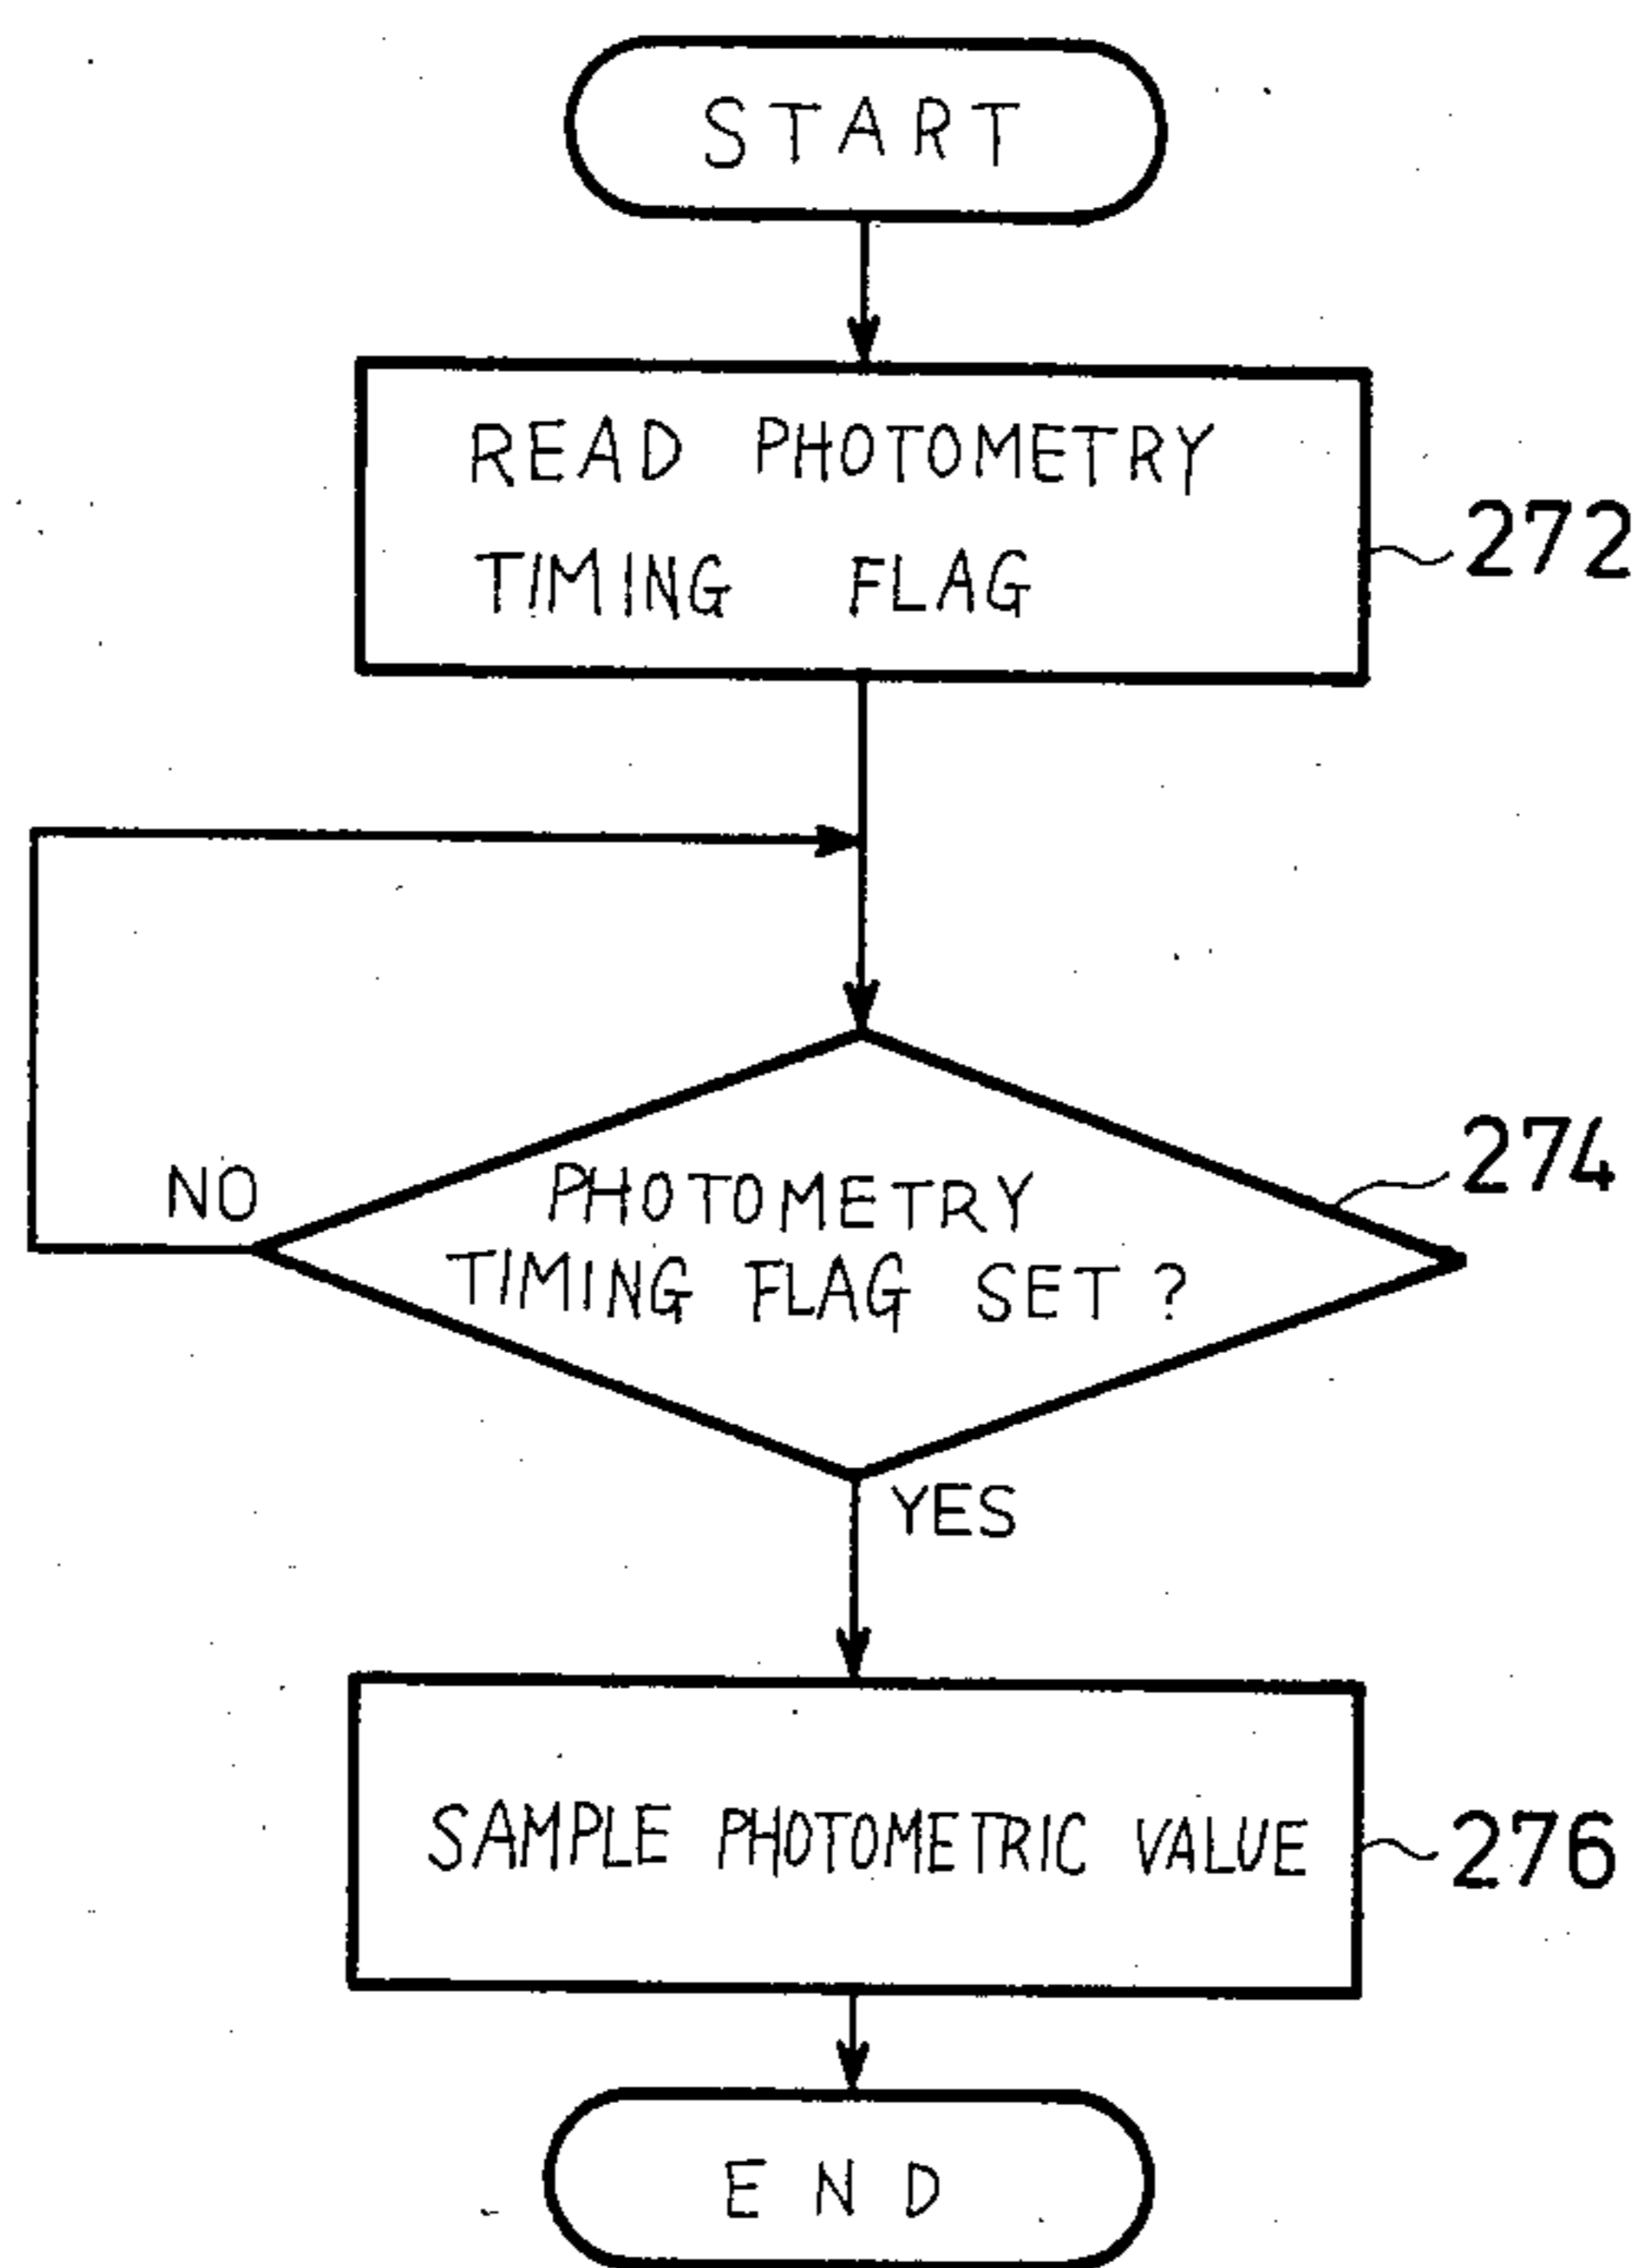 START
READ PHOTOMETRY
TIMING FLAG
272
NO
PHOTOMETRY
TIMING FLAG SET?
274
YES
SAMPLE PHOTOMETRIC VALUE
276
END